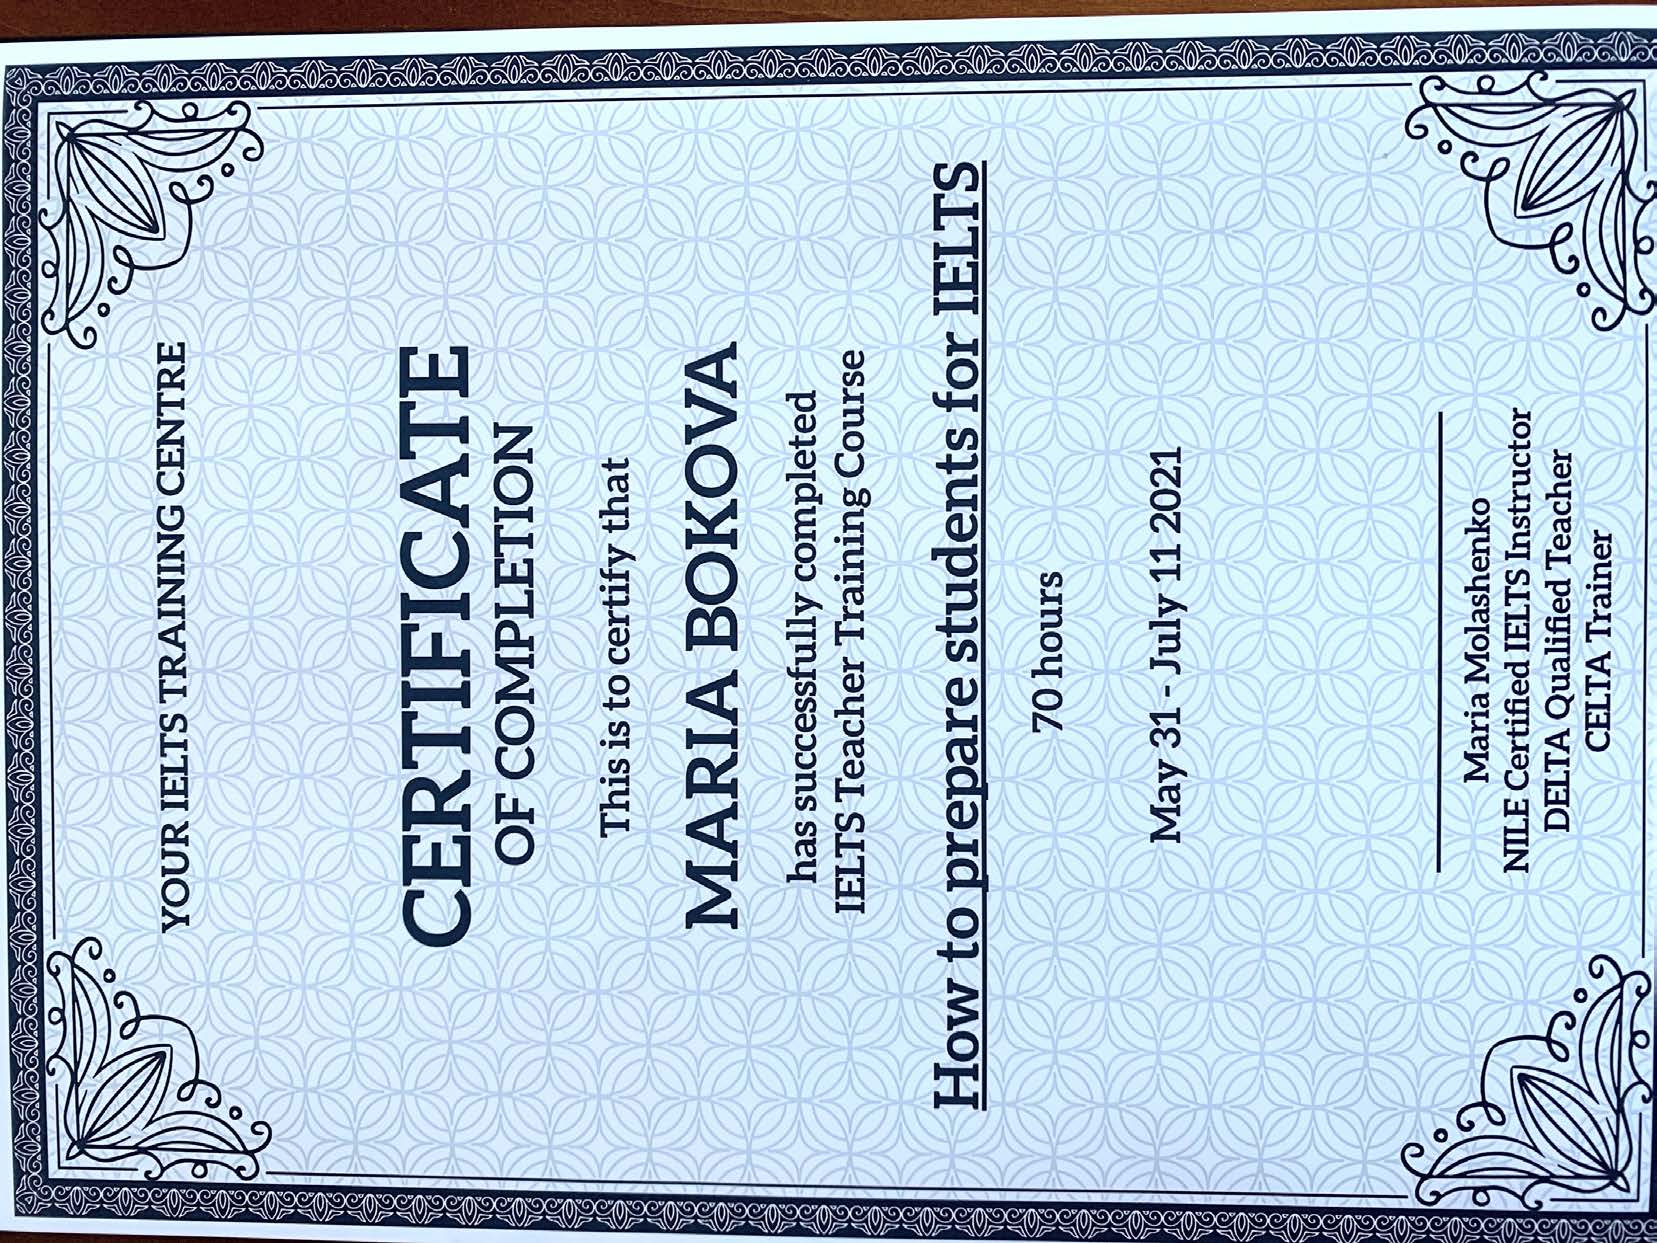 YOUR IELTS TRAINING CENTRE
CERTIFICATE
OF COMPLETION
This is to certify that
MARIA BOKOVA
has successfully completed
IELTS Teacher Training Course
How to prepare students for IELTS
70 hours
May 31 - July 11 2021
Maria Molashenko
NILE Certified IELTS Instructor
DELTA Qualified Teacher
CELTA Trainer